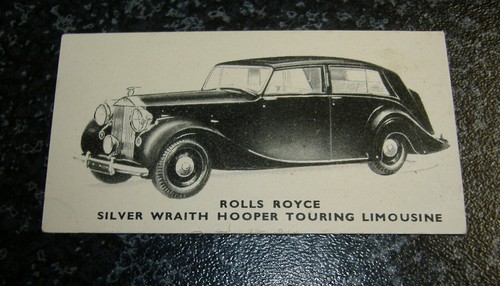 ROLLS ROYCE
SILVER WRAITH HOOPER TOURING LIMOUSINE